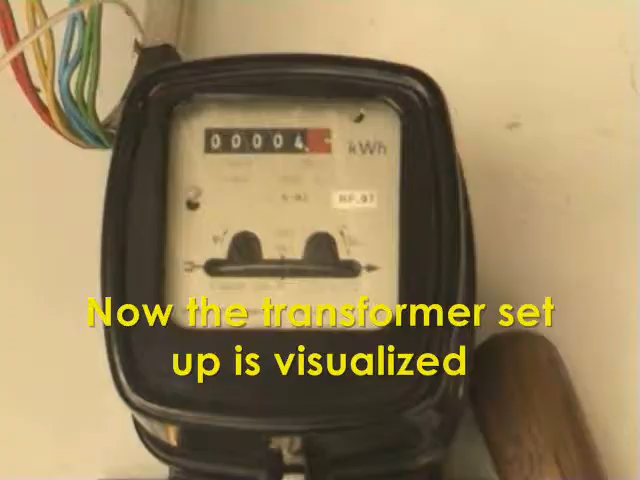 00004
kWh
Now the transformer set
up is visualized